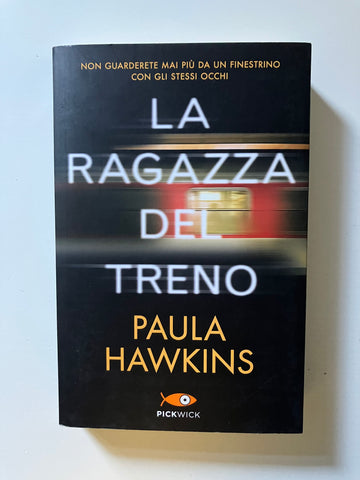 NON GUARDERETE MAI PIÙ DA UN FINESTRINO
CON GLI STESSI OCCHI
LA
RAGAZZA
DEL
TRENO
PAULA
HAWKINS
PICKWICK